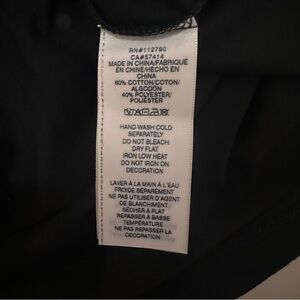 RN#112790
CA#57414
MADE IN CHINA/FABRIQUÉ
EN CHINE/HECHO EN
CHINA
60% COTTON/COTON/
ALGODÓN
40% POLYESTER/
POLIÉSTER
HAND WASH COLD
SEPARATELY
DO NOT BLEACH
DRY FLAT
IRON LOW HEAT
DO NOT IRON ON
DECORATION
LAVER À LA MAIN À L'EAU
FROIDE SÉPARÉMENT
NE PAS UTILISER D'AGENT
DE BLANCHIMENT
SÉCHER À PLAT
REPASSER À BASSE
TEMPÉRATURE
NE PAS REPASSER LA
DÉCORATION